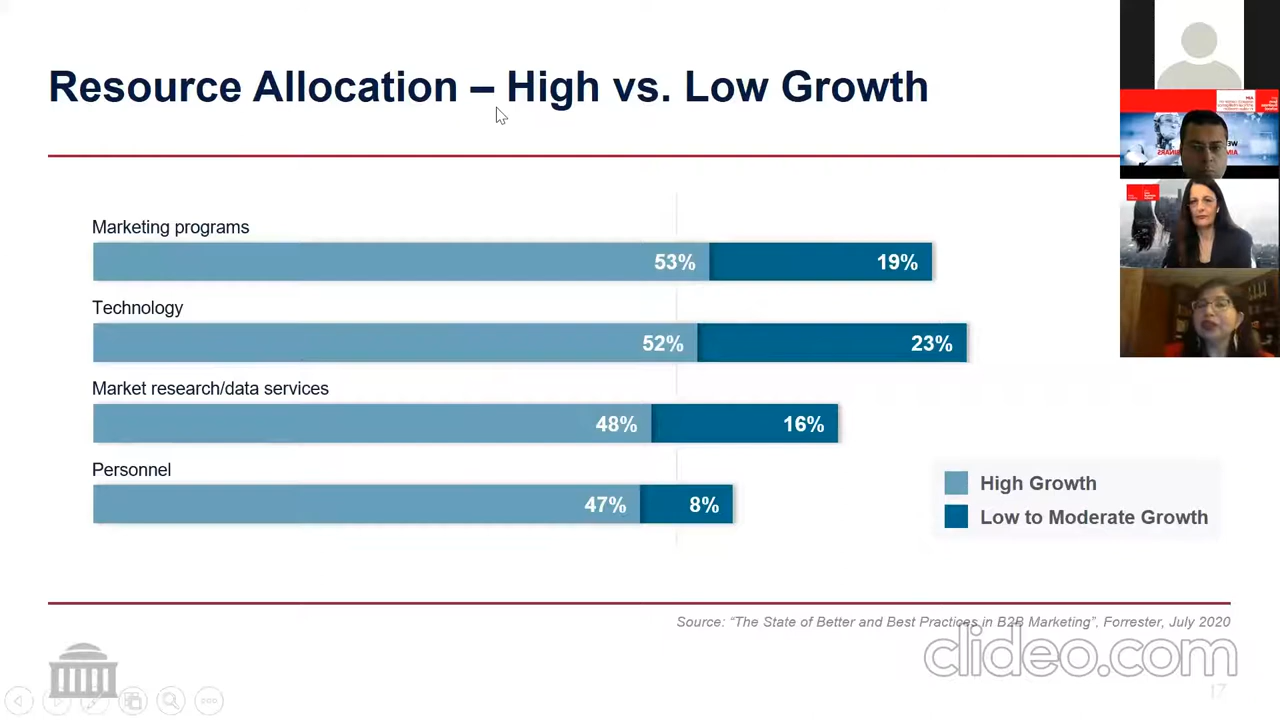 Resource Allocation – High vs. Low Growth
Marketing programs
53%
19%
Technology
52%
23%
Market research/data services
48%
16%
Personnel
47%
8%
High Growth
Low to Moderate Growth
Source: “The State of Better and Best Practices in B2B Marketing”, Forrester, July 2020
clideo.com
17